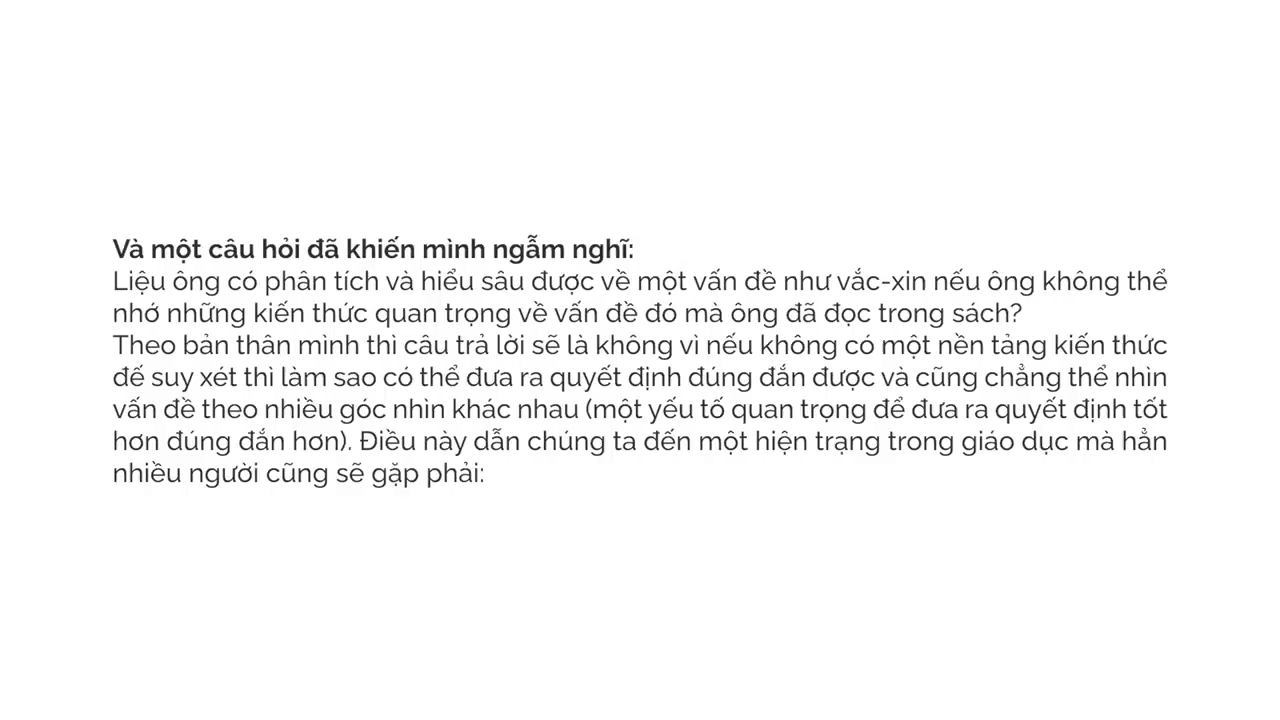 Và một câu hỏi đã khiến mình ngẫm nghĩ:
Liệu ông có phân tích và hiểu sâu được về một vấn đề như vắc-xin nếu ông không thể
nhớ những kiến thức quan trọng về vấn đề đó mà ông đã đọc trong sách?
Theo bản thân mình thì câu trả lời sẽ là không vì nếu không có một nền tảng kiến thức
đế suy xét thì làm sao có thể đưa ra quyết định đúng đắn được và cũng chẳng thể nhìn
vấn đề theo nhiều góc nhìn khác nhau (một yếu tố quan trọng để đưa ra quyết định tốt
hơn đúng đắn hơn). Điều này dẫn chúng ta đến một hiện trạng trong giáo dục mà hẳn
nhiều người cũng sẽ gặp phải: